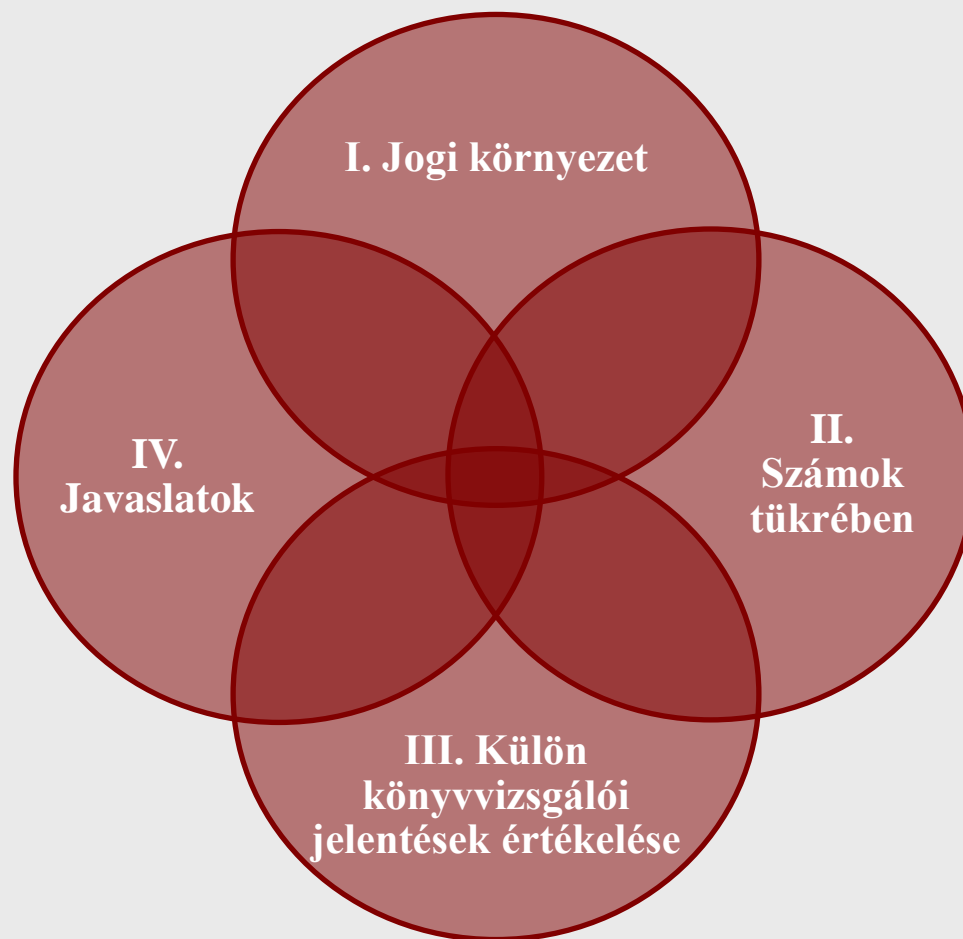 I. Jogi környezet
II.
Számok
tükrében
III. Külön
könyvvizsgálói
jelentések értékelése
IV.
Javaslatok